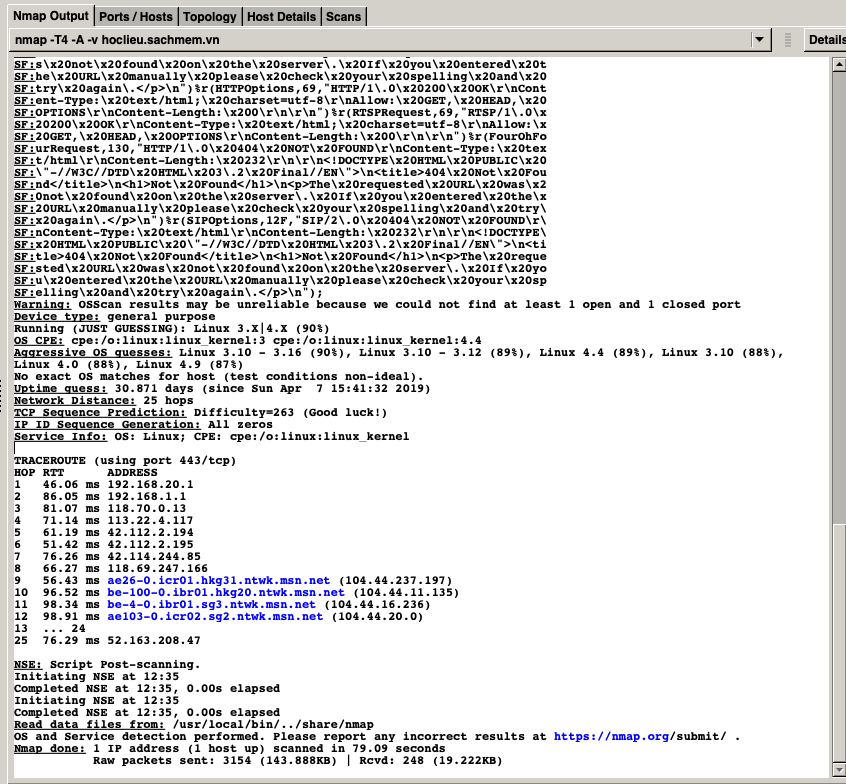 Nmap Output Ports / Hosts Topology Host Details Scans
nmap -T4 -A -v hoclieu.sachmem.vn Details
SF:s\x20not\x20found\x20on\x20the\x20server\.\x20If\x20you\x20entered\x20t
SF:he\x20URL\x20manually\x20please\x20check\x20your\x20spelling\x20and\x20
SF:try\x20again\.</p>\n")%r(HTTPOptions,69,"HTTP/1\.0\x20200\x20OK\r\nCont
SF:ent-Type:\x20text/html;\x20charset=utf-8\r\nAllow:\x20GET,\x20HEAD,\x20
SF:OPTIONS\r\nContent-Length:\x200\r\n\r\n")%r(RTSPRequest,69,"RTSP/1\.0\x
SF:20200\x20OK\r\nContent-Type:\x20text/html;\x20charset=utf-8\r\nAllow:\x
SF:20GET,\x20HEAD,\x20OPTIONS\r\nContent-Length:\x200\r\n\r\n")%r(FourOhFo
SF:urRequest,130,"HTTP/1\.0\x20404\x20NOT\x20FOUND\r\nContent-Type:\x20tex
SF:t/html\r\nContent-Length:\x20232\r\n\r\n<!DOCTYPE\x20HTML\x20PUBLIC\x20
SF:\"-//W3C//DTD\x20HTML\x203\.2\x20Final//EN\">\n<title>404\x20Not\x20Fou
SF:nd</title>\n<h1>Not\x20Found</h1>\n<p>The\x20requested\x20URL\x20was\x2
SF:0not\x20found\x20on\x20the\x20server\.\x20If\x20you\x20entered\x20the\x
SF:20URL\x20manually\x20please\x20check\x20your\x20spelling\x20and\x20try\
SF:x20again\.</p>\n")%r(SIPOptions,12F,"SIP/2\.0\x20404\x20NOT\x20FOUND\r\
SF:nContent-Type:\x20text/html\r\nContent-Length:\x20232\r\n\r\n<!DOCTYPE\
SF:x20HTML\x20PUBLIC\x20\"-//W3C//DTD\x20HTML\x203\.2\x20Final//EN\">\n<ti
SF:tle>404\x20Not\x20Found</title>\n<h1>Not\x20Found</h1>\n<p>The\x20reque
SF:sted\x20URL\x20was\x20not\x20found\x20on\x20the\x20server\.\x20If\x20yo
SF:u\x20entered\x20the\x20URL\x20manually\x20please\x20check\x20your\x20sp
SF:elling\x20and\x20try\x20again\.</p>\n");
Warning: OSScan results may be unreliable because we could not find at least 1 open and 1 closed port
Device type: general purpose
Running (JUST GUESSING): Linux 3.X|4.X (90%)
OS CPE: cpe:/o:linux:linux_kernel:3 cpe:/o:linux:linux_kernel:4.4
Aggressive OS guesses: Linux 3.10 - 3.16 (90%), Linux 3.10 - 3.12 (89%), Linux 4.4 (89%), Linux 3.10 (88%),
Linux 4.0 (88%), Linux 4.9 (87%)
No exact OS matches for host (test conditions non-ideal).
Uptime guess: 30.871 days (since Sun Apr  7 15:41:32 2019)
Network Distance: 25 hops
TCP Sequence Prediction: Difficulty=263 (Good luck!)
IP ID Sequence Generation: All zeros
Service Info: OS: Linux; CPE: cpe:/o:linux:linux_kernel
TRACEROUTE (using port 443/tcp)
HOP RTT ADDRESS
1 46.06 ms 192.168.20.1
2 86.05 ms 192.168.1.1
3 81.07 ms 118.70.0.13
4 71.14 ms 113.22.4.117
5 61.19 ms 42.112.2.194
6 51.42 ms 42.112.2.195
7 76.26 ms 42.114.244.85
8 66.27 ms 118.69.247.166
9 56.43 ms ae26-0.icr01.hkg31.ntwk.msn.net (104.44.237.197)
10 96.52 ms be-100-0.ibr01.hkg20.ntwk.msn.net (104.44.11.135)
11 98.34 ms be-4-0.ibr01.sg3.ntwk.msn.net (104.44.16.236)
12 98.91 ms ae103-0.icr02.sg2.ntwk.msn.net (104.44.20.0)
13 ... 24
25 76.29 ms 52.163.208.47
NSE: Script Post-scanning.
Initiating NSE at 12:35
Completed NSE at 12:35, 0.00s elapsed
Initiating NSE at 12:35
Completed NSE at 12:35, 0.00s elapsed
Read data files from: /usr/local/bin/../share/nmap
OS and Service detection performed. Please report any incorrect results at https://nmap.org/submit/ .
Nmap done: 1 IP address (1 host up) scanned in 79.09 seconds
Raw packets sent: 3154 (143.888KB) | Rcvd: 248 (19.222KB)